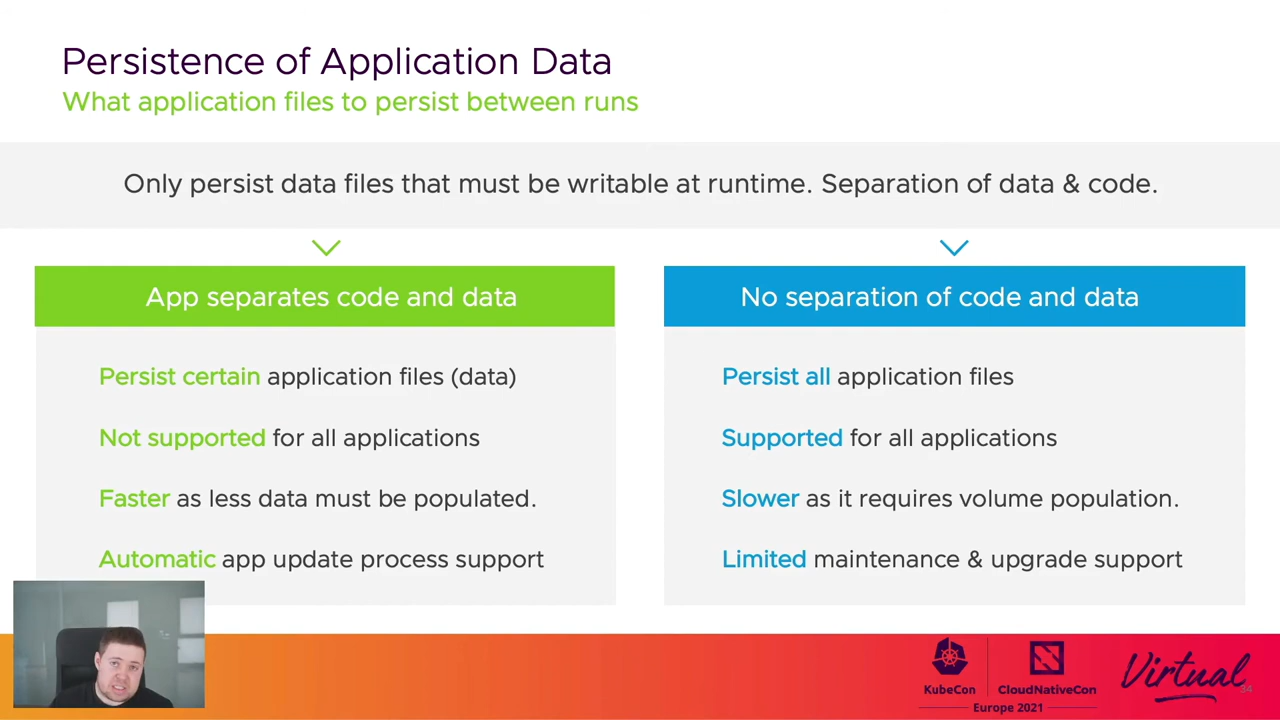 Persistence of Application Data
What application files to persist between runs
Only persist data files that must be writable at runtime. Separation of data & code.
App separates code and data
Persist certain application files (data)
Not supported for all applications
Faster as less data must be populated.
Automatic app update process support
No separation of code and data
Persist all application files
Supported for all applications
Slower as it requires volume population.
Limited maintenance & upgrade support
KubeCon
CloudNativeCon
Europe 2021
Virtual
34